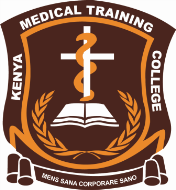 KENYA
MEDICAL TRAINING
COLLEGE
MENS SANA CORPORARE SANO